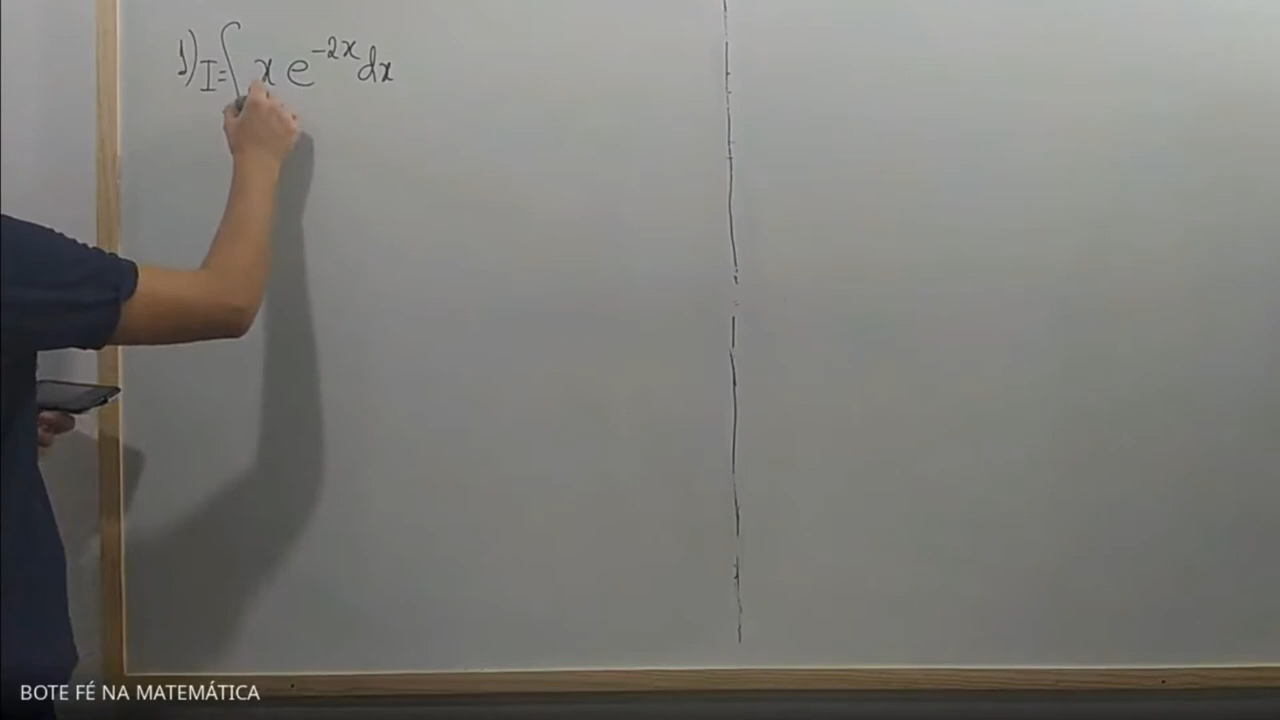 1) I = ∫ x e^{-2x} dx
BOTE FÉ NA MATEMÁTICA